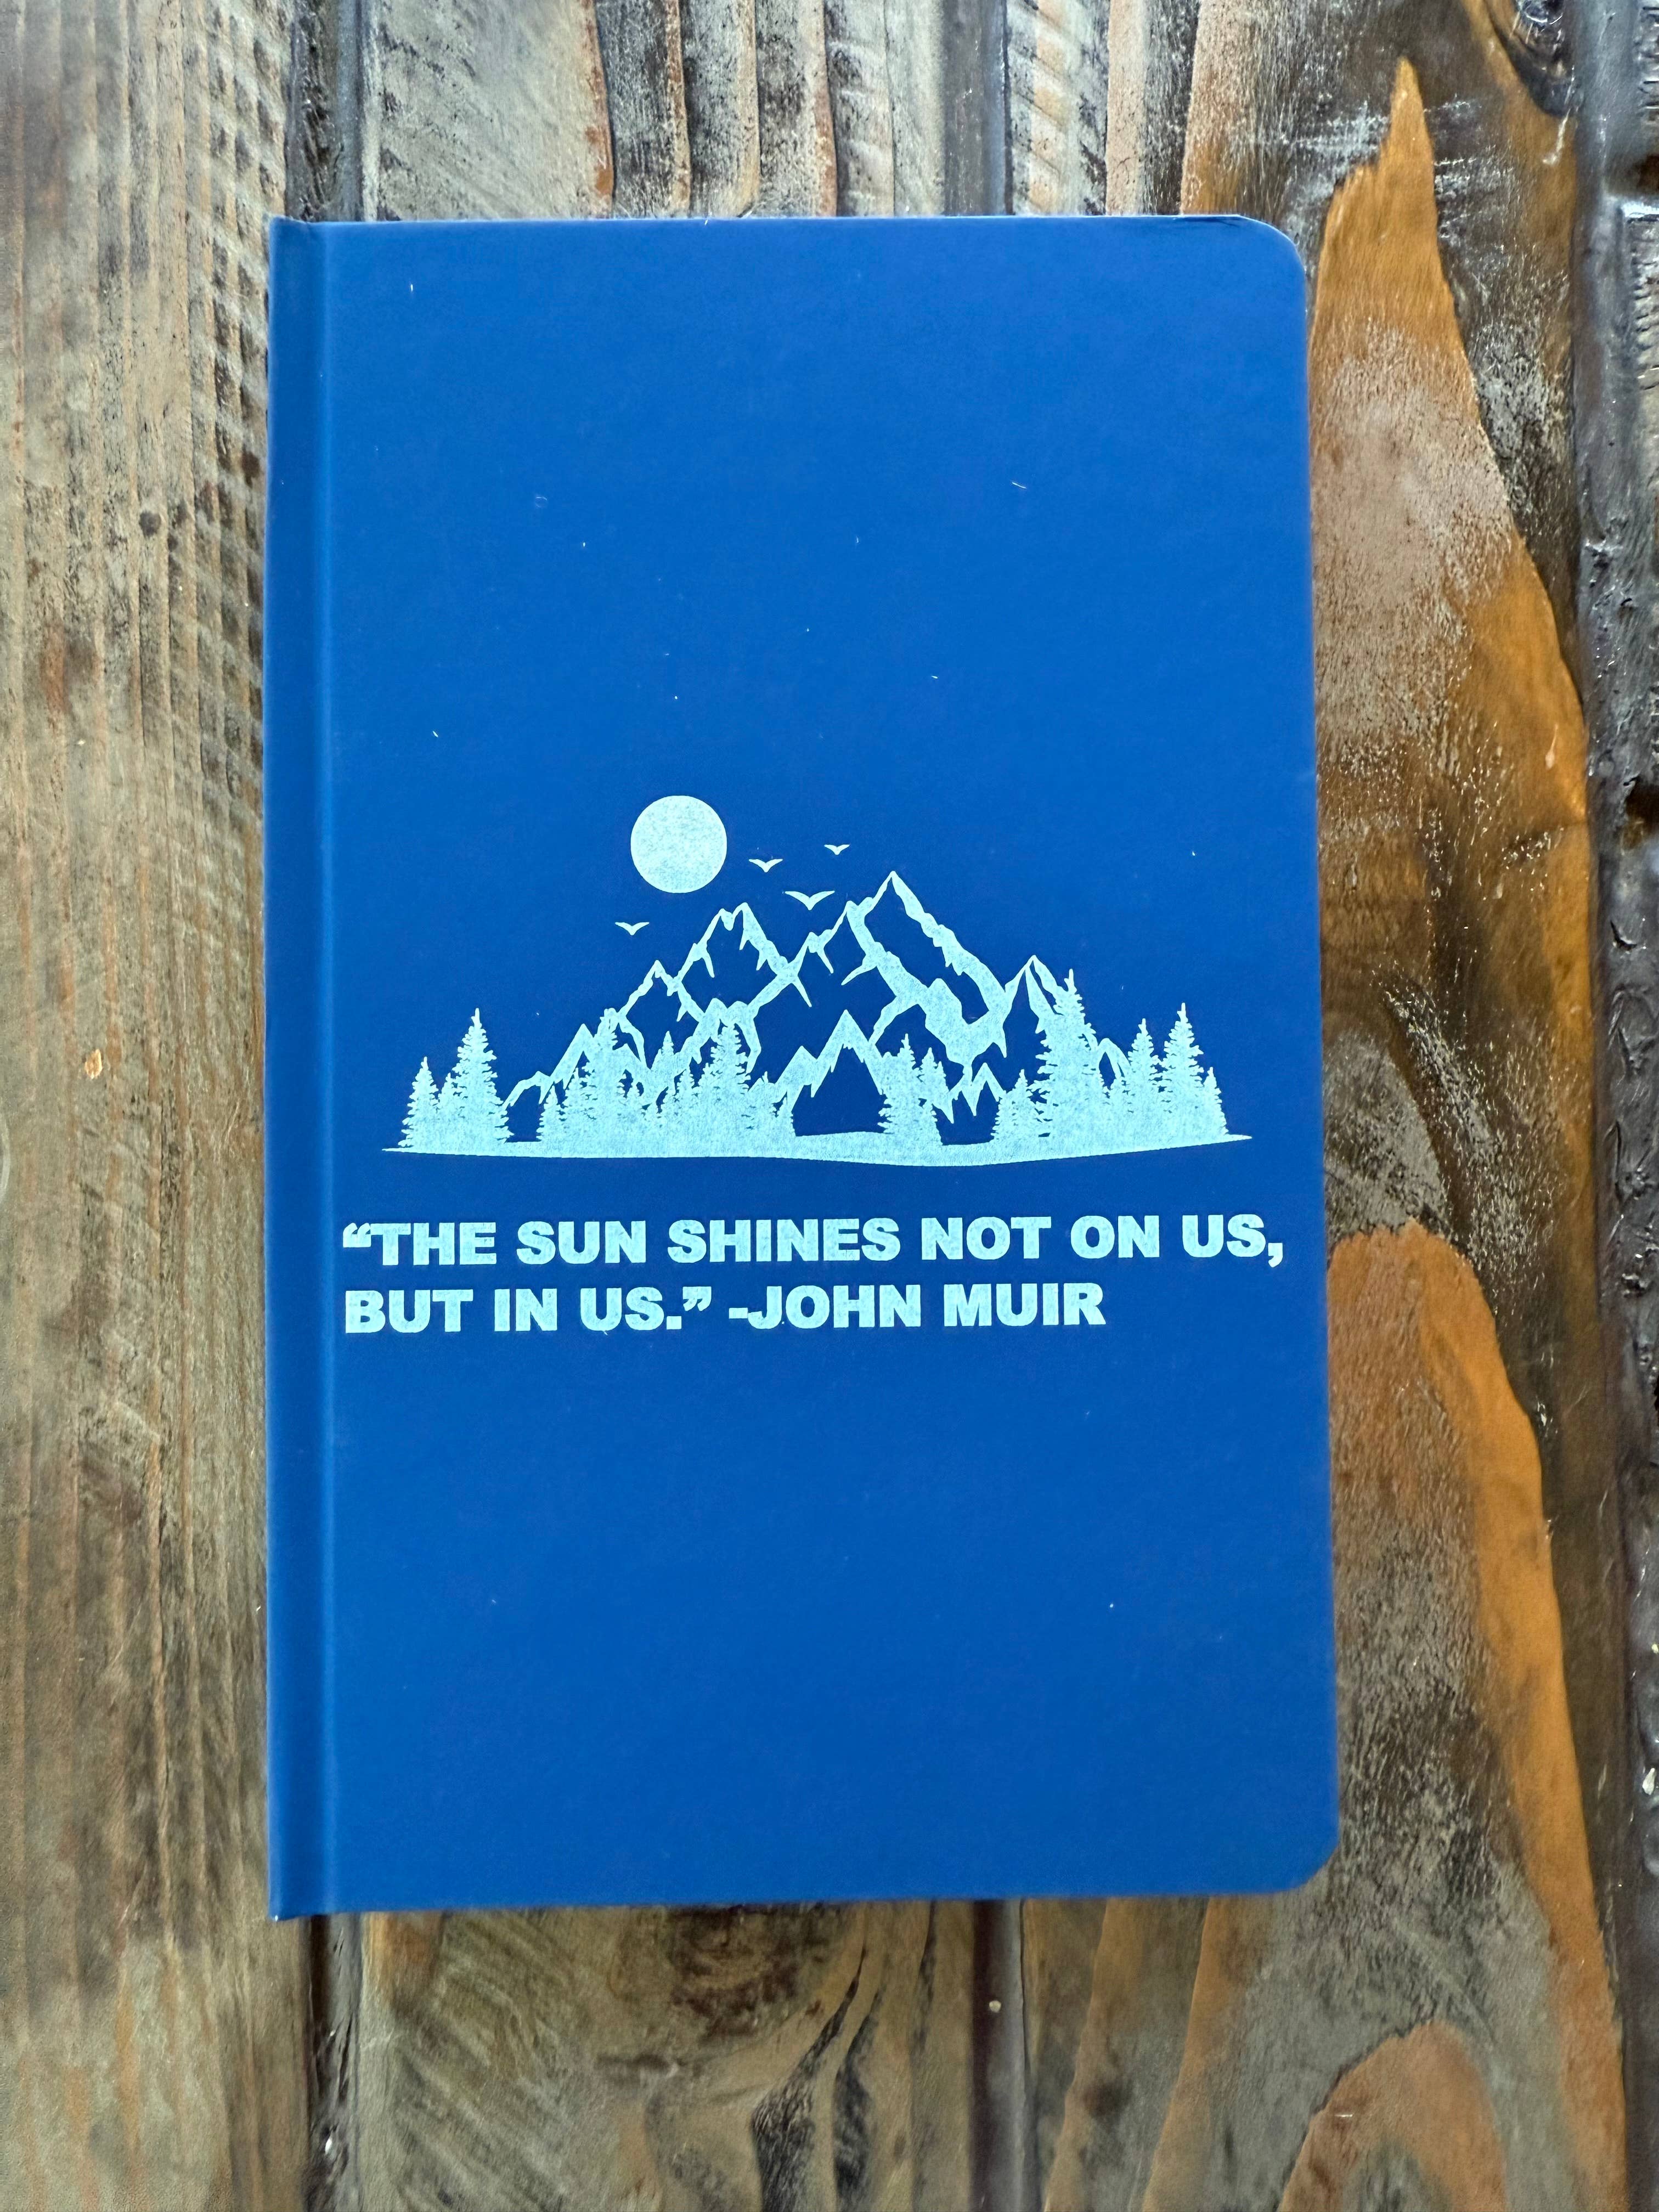 “THE SUN SHINES NOT ON US,
BUT IN US.” -JOHN MUIR